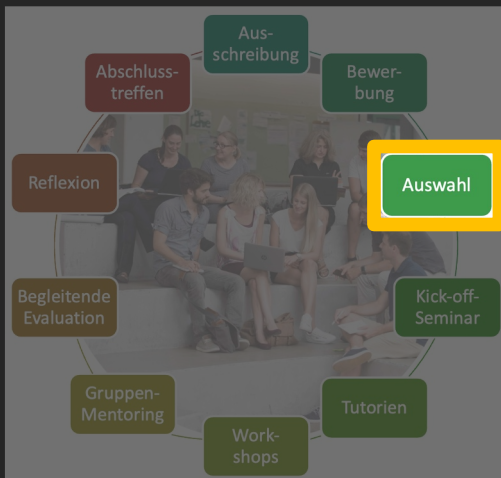 Aus-
schreibung
Bewer-
bung
Auswahl
Kick-off-
Seminar
Tutorien
Work-
shops
Gruppen-
Mentoring
Begleitende
Evaluation
Reflexion
Abschluss-
treffen